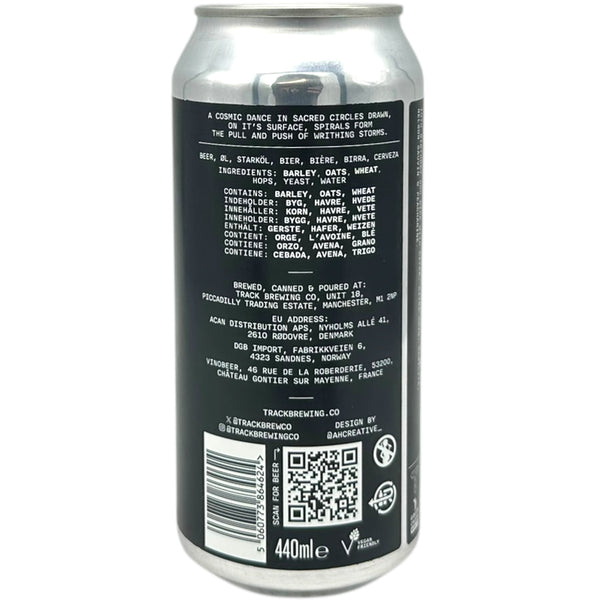 A COSMIC DANCE IN SACRED CIRCLES DRAWN,
ON IT'S SURFACE, SPIRALS FORM
THE PULL AND PUSH OF WRITHING STORMS.
BEER, ØL, STARKÖL, BIER, BIÈRE, BIRRA, CERVEZA
INGREDIENTS: BARLEY, OATS, WHEAT,
HOPS, YEAST, WATER
CONTAINS: BARLEY, OATS, WHEAT
INDEHOLDER: BYG, HAVRE, HVEDE
INNEHÅLLER: KORN, HAVRE, VETE
INNEHOLDER: BYGG, HAVRE, HVETE
ENTHÄLT: GERSTE, HAFER, WEIZEN
CONTIENT: ORGE, L'AVOINE, BLÉ
CONTIENE: ORZO, AVENA, GRANO
CONTIENE: CEBADA, AVENA, TRIGO
BREWED, CANNED & POURED AT:
TRACK BREWING CO, UNIT 18,
PICCADILLY TRADING ESTATE, MANCHESTER, M1 2NP
EU ADDRESS:
ACAN DISTRIBUTION APS, NYHOLMS ALLÉ 41,
2610 RØDOVRE, DENMARK
DGB IMPORT, FABRIKKVEIEN 6,
4323 SANDNES, NORWAY
VINOBEER, 46 RUE DE LA ROBERDERIE, 53200,
CHÂTEAU GONTIER SUR MAYENNE, FRANCE
TRACKBREWING.CO
X @TRACKBREWCO
@TRACKBREWINGCO
DESIGN BY
@AHCREATIVE_
5 060773 864624 >
SCAN FOR BEER
440ml e
VEGAN
FRIENDLY